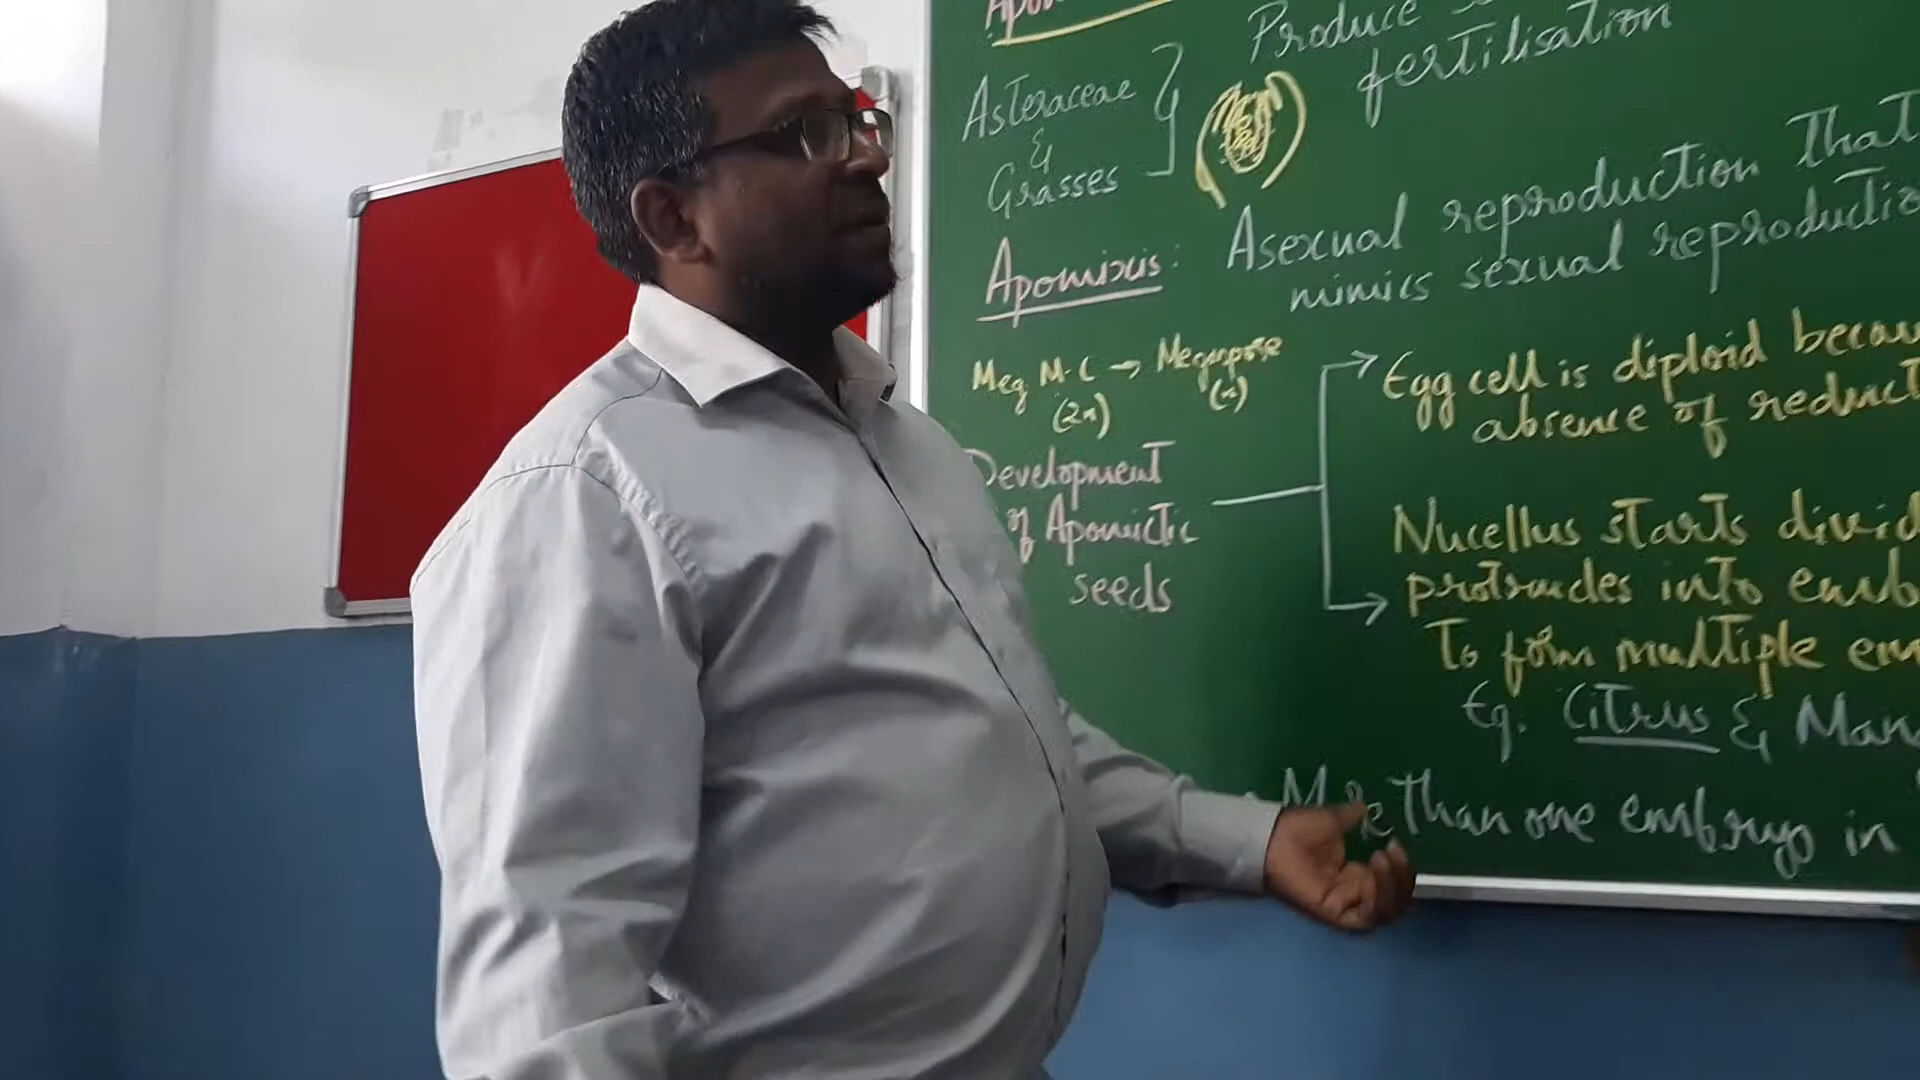 Produce
fertilisation
Asteraceae
&
Grasses
Apomixis: Asexual reproduction that
mimics sexual reproductio
Meg M.C → Megaspore
(2n) (n)
Development
of Apomictic
seeds
Egg cell is diploid becau
absence of reduct
Nucellus starts divid
protrudes into emb
To form multiple em
Eg. Citrus & Man
than one embryo in